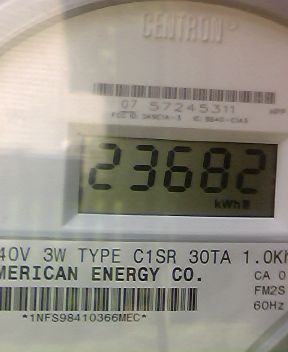 CENTRON
07 57245311
23682
kWh
40V 3W TYPE C1SR 30TA 1.0Kh
MERICAN ENERGY CO.
CA 0
FM2S
60Hz
*1NFS98410366MEC*